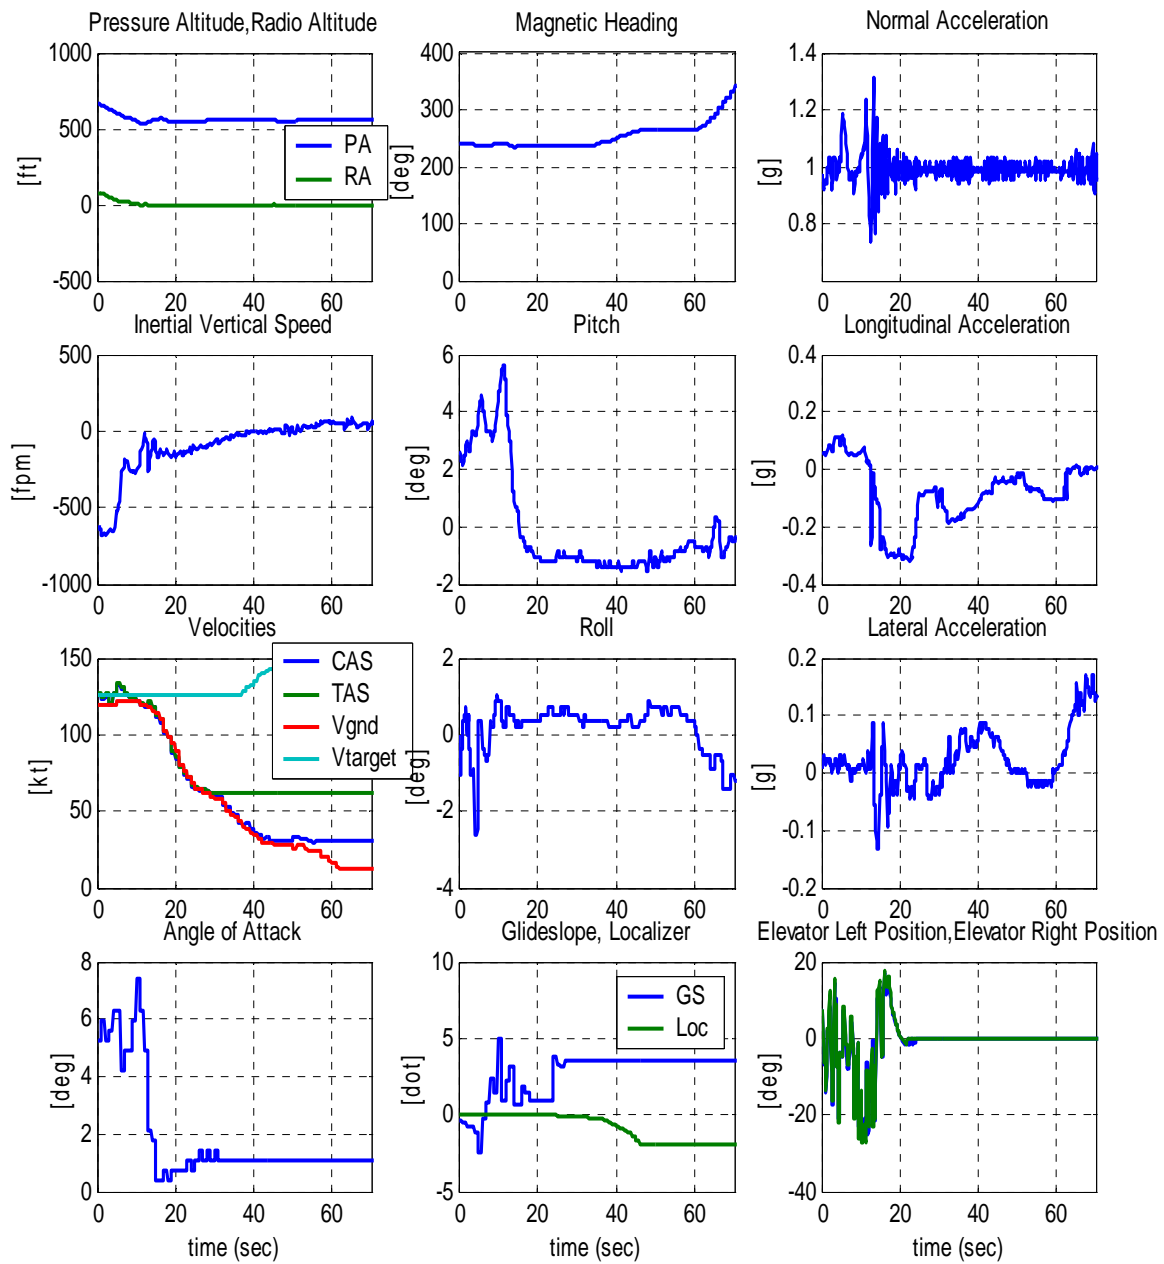 Pressure Altitude,Radio Altitude
1000
500
0
-500
[ft]
PA
RA
0 20 40 60
Magnetic Heading
400
300
200
100
0
[deg]
0 20 40 60
Normal Acceleration
1.4
1.2
1
0.8
[g]
0 20 40 60
Inertial Vertical Speed
500
0
-500
-1000
[fpm]
0 20 40 60
Pitch
6
4
2
0
-2
[deg]
0 20 40 60
Longitudinal Acceleration
0.4
0.2
0
-0.2
-0.4
[g]
0 20 40 60
Velocities
150
100
50
0
[kt]
CAS
TAS
Vgnd
Vtarget
0 20 40 60
Roll
2
0
-2
-4
[deg]
0 20 40 60
Lateral Acceleration
0.2
0.1
0
-0.1
-0.2
[g]
0 20 40 60
Angle of Attack
8
6
4
2
0
[deg]
0 20 40 60
time (sec)
Glideslope, Localizer
10
5
0
-5
[dot]
GS
Loc
0 20 40 60
time (sec)
Elevator Left Position,Elevator Right Position
20
0
-20
-40
[deg]
0 20 40 60
time (sec)